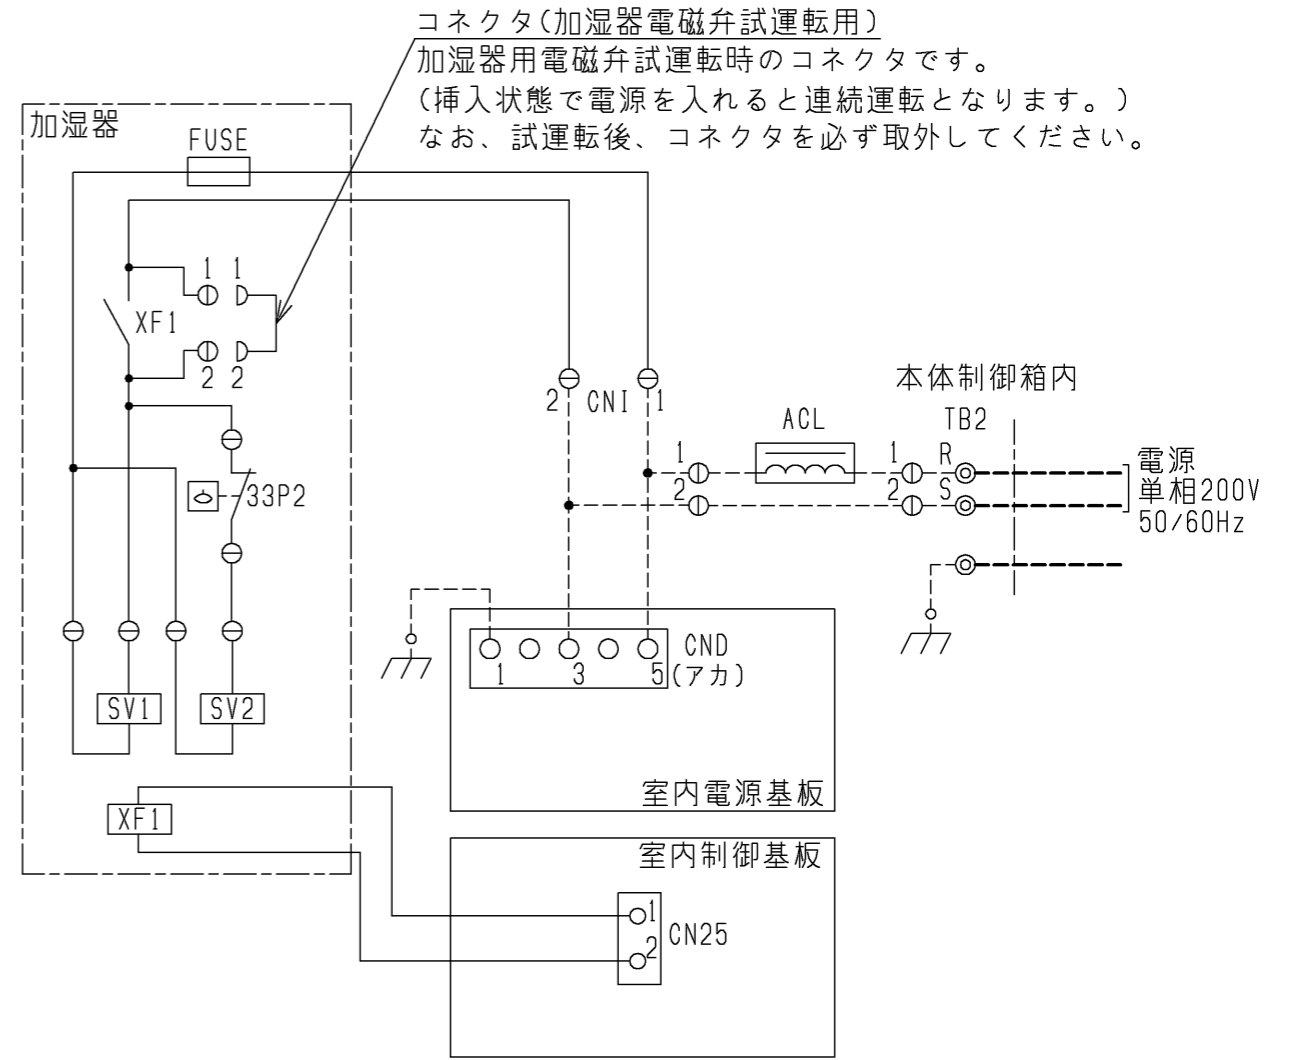 コネクタ(加湿器電磁弁試運転用)
加湿器用電磁弁試運転時のコネクタです。
(挿入状態で電源を入れると連続運転となります。)
なお、試運転後、コネクタを必ず取外してください。
加湿器
FUSE
1 1
XF1
2 2
33P2
SV1
SV2
XF1
2 CNI 1
本体制御箱内
TB2
ACL
1
1
R
2
2
S
電源
単相200V
50/60Hz
CND
(アカ)
1 3 5
室内電源基板
室内制御基板
1
2
CN25